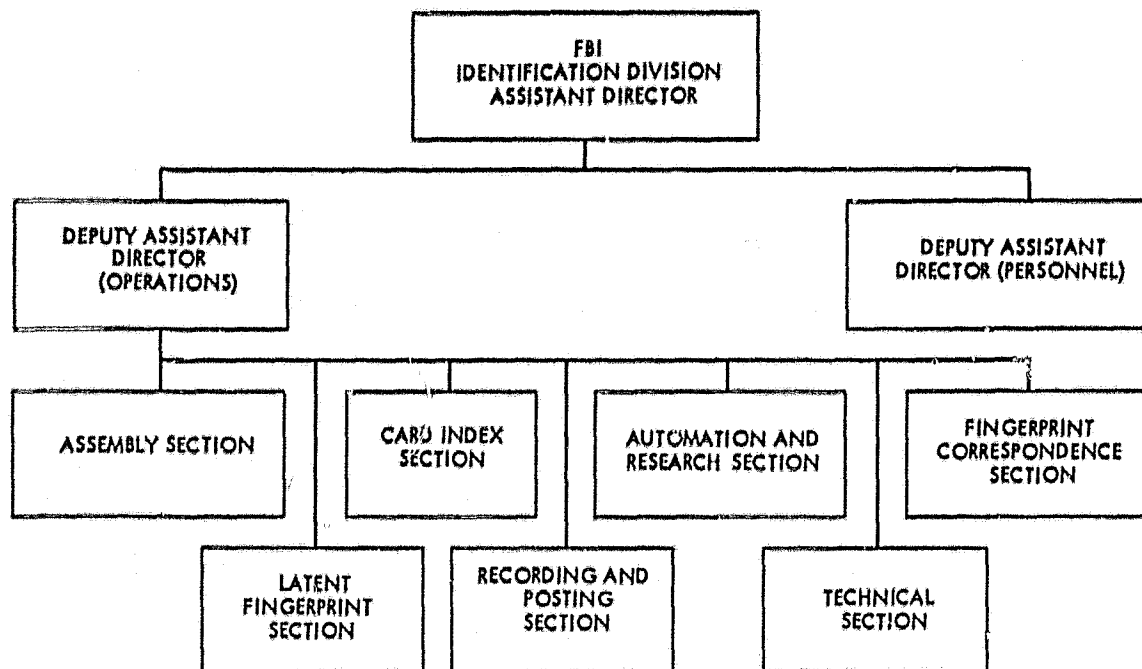 FBI
IDENTIFICATION DIVISION
ASSISTANT DIRECTOR
DEPUTY ASSISTANT
DIRECTOR
(OPERATIONS)
DEPUTY ASSISTANT
DIRECTOR (PERSONNEL)
ASSEMBLY SECTION
CARD INDEX
SECTION
AUTOMATION AND
RESEARCH SECTION
FINGERPRINT
CORRESPONDENCE
SECTION
LATENT
FINGERPRINT
SECTION
RECORDING AND
POSTING
SECTION
TECHNICAL
SECTION